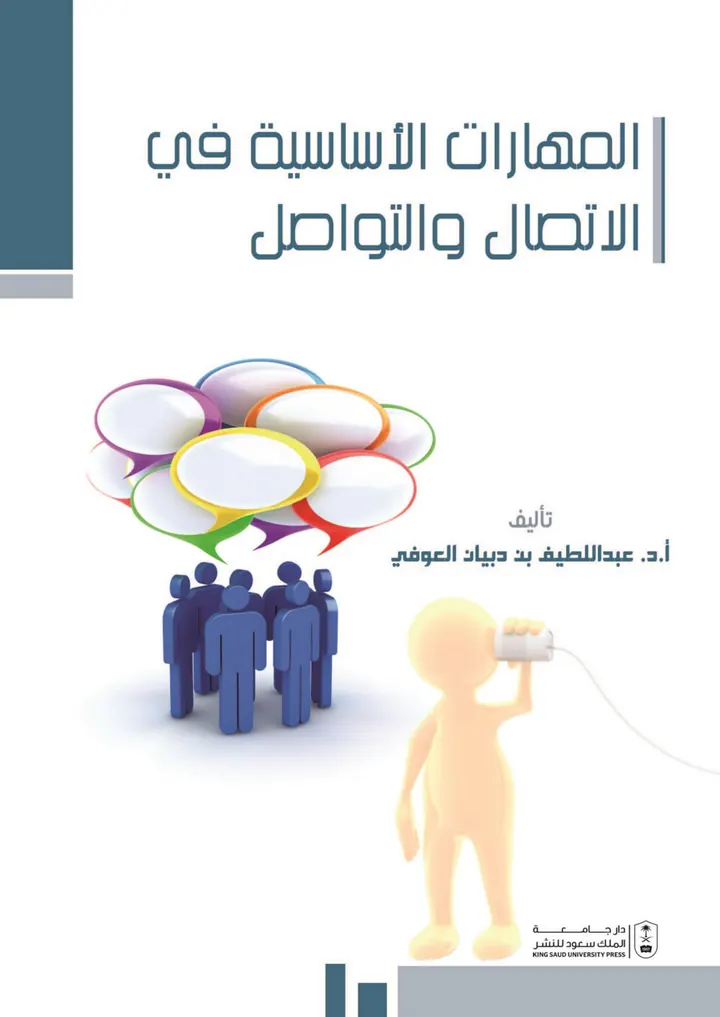 المهارات الأساسية في
الاتصال والتواصل
تأليف
أ.د. عبداللطيف بن دبيان العوفي
دار جامعة
الملك سعود للنشر
KING SAUD UNIVERSITY PRESS